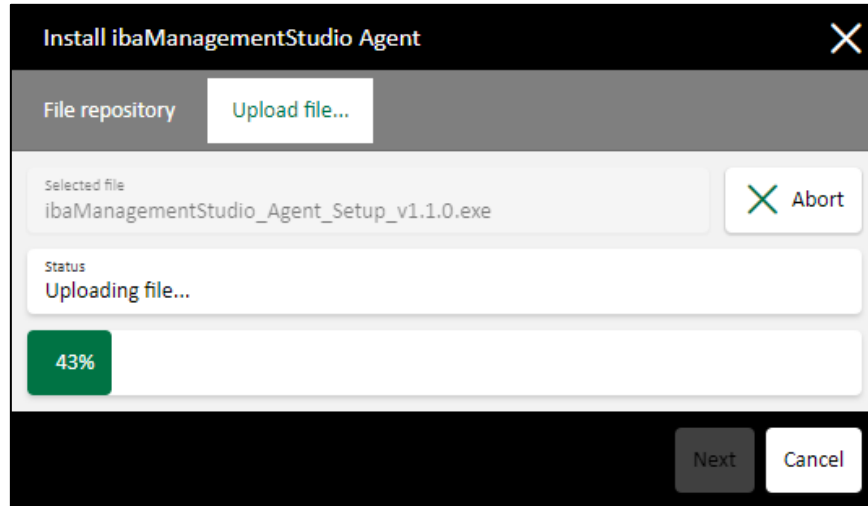 Install ibaManagementStudio Agent
File repository
Upload file...
Selected file
ibaManagementStudio_Agent_Setup_v1.1.0.exe
Abort
Status
Uploading file...
43%
Next
Cancel